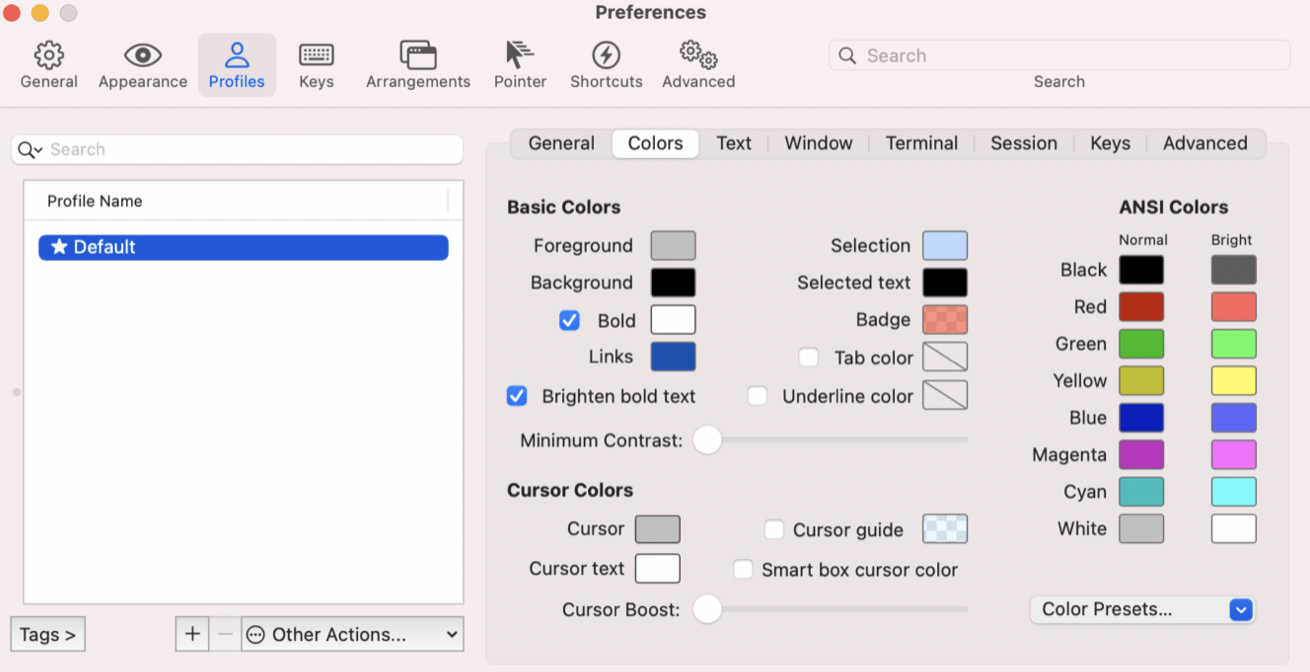 Preferences
General Appearance Profiles Keys Arrangements Pointer Shortcuts Advanced
Search
Search
Search
Profile Name
Default
Tags >
Other Actions...
General Colors Text Window Terminal Session Keys Advanced
Basic Colors
Foreground
Background
Bold
Links
Brighten bold text
Selection
Selected text
Badge
Tab color
Underline color
Minimum Contrast:
Cursor Colors
Cursor
Cursor text
Cursor guide
Smart box cursor color
Cursor Boost:
ANSI Colors
Normal Bright
Black
Red
Green
Yellow
Blue
Magenta
Cyan
White
Color Presets...